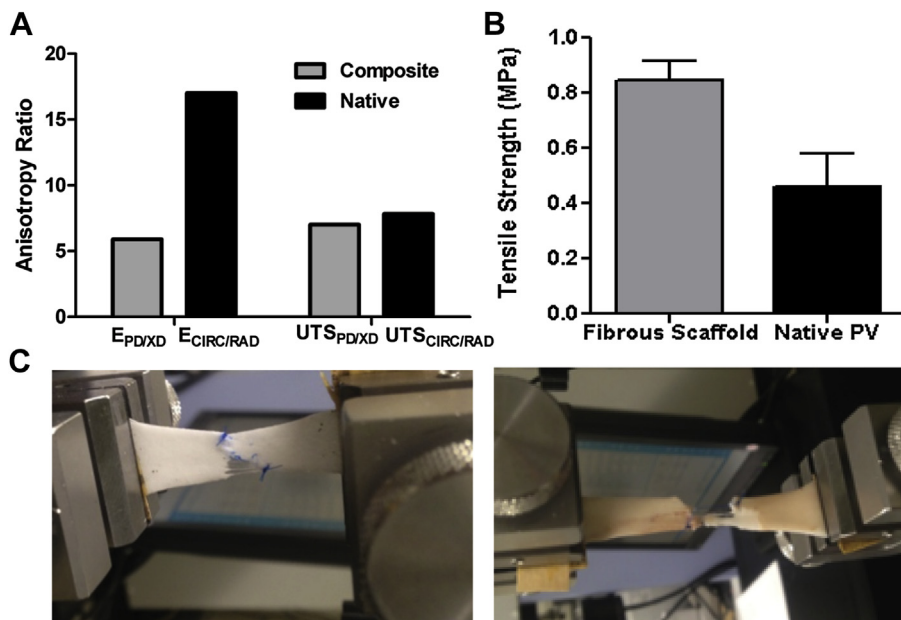 A
20
15
10
5
0
Anisotropy Ratio
Composite
Native
E_PD/XD E_CIRC/RAD UTS_PD/XD UTS_CIRC/RAD
B
1.0
0.8
0.6
0.4
0.2
0.0
Tensile Strength (MPa)
Fibrous Scaffold Native PV
C